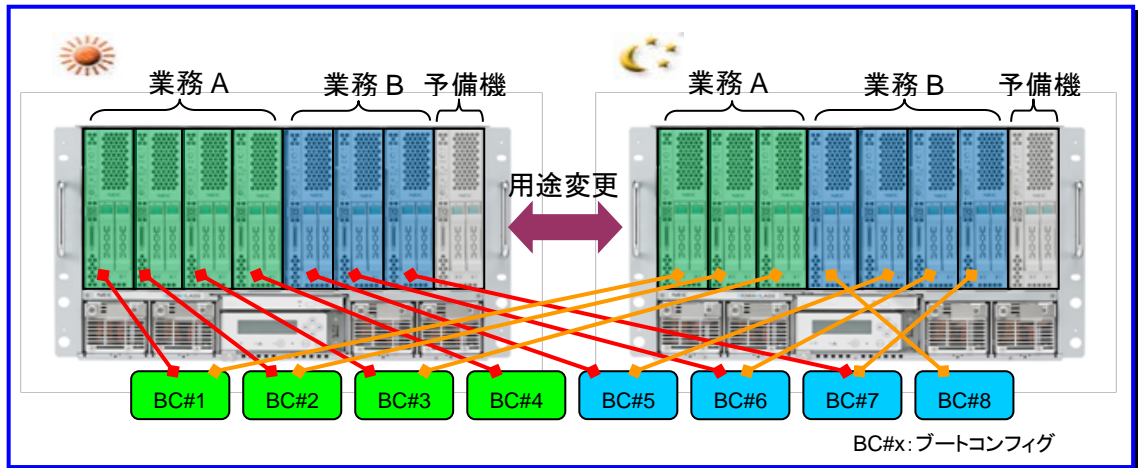 業務 A
業務 B
予備機
業務 A
業務 B
予備機
用途変更
BC#1
BC#2
BC#3
BC#4
BC#5
BC#6
BC#7
BC#8
BC#x：ブートコンフィグ